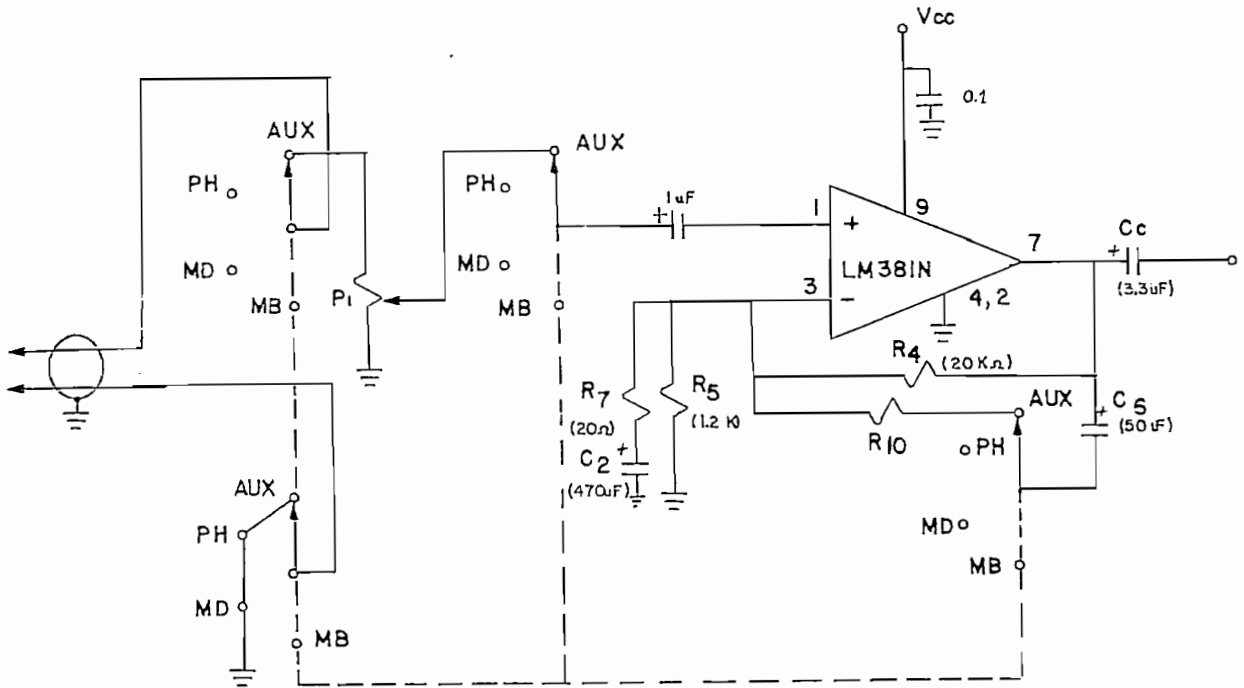 Vcc
0.1
AUX
AUX
PH
PH
1uF
+
1
+
9
7
Cc
+
(3.3uF)
MD
MD
LM381N
P1
3
−
4,2
MB
MB
R4 (20KΩ)
R7
(20Ω)
R5
(1.2K)
AUX
C6
+
(50uF)
R10
PH
C2
+
(470uF)
AUX
PH
MD
MB
MD
MB